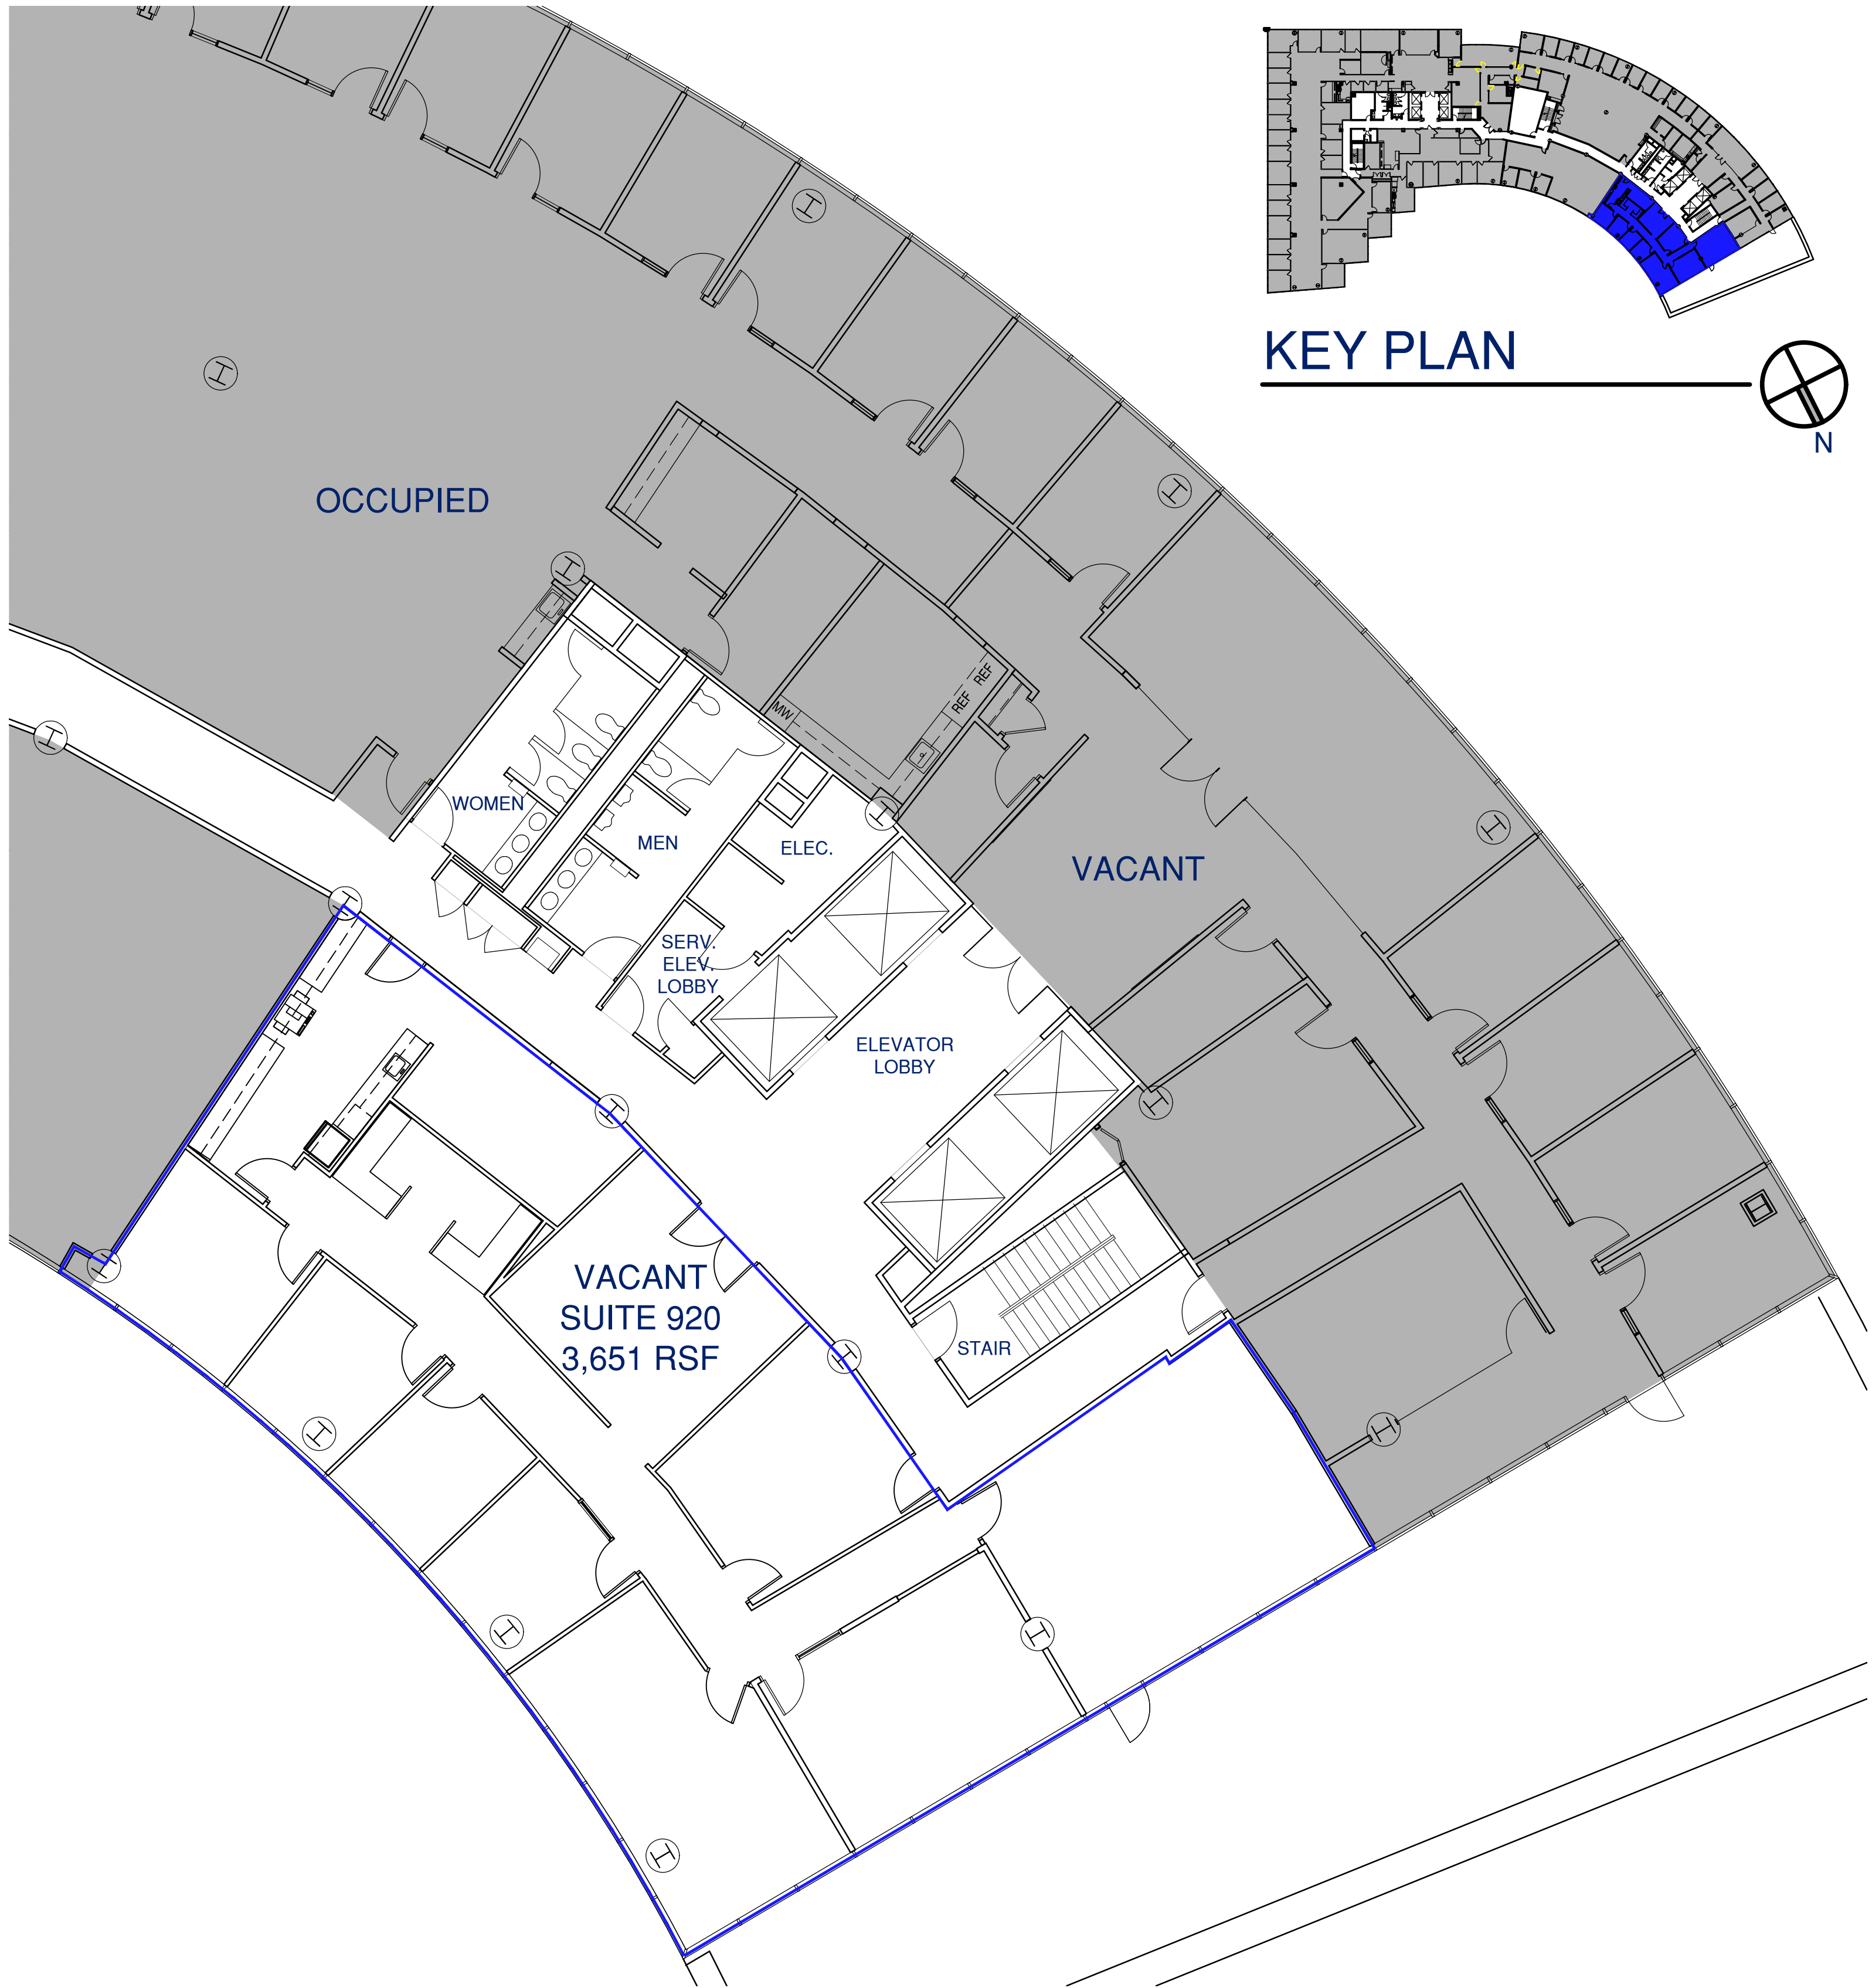 KEY PLAN
N
OCCUPIED
REF
REF
MW
WOMEN
MEN
ELEC.
VACANT
SERV.
ELEV.
LOBBY
ELEVATOR
LOBBY
VACANT
SUITE 920
3,651 RSF
STAIR